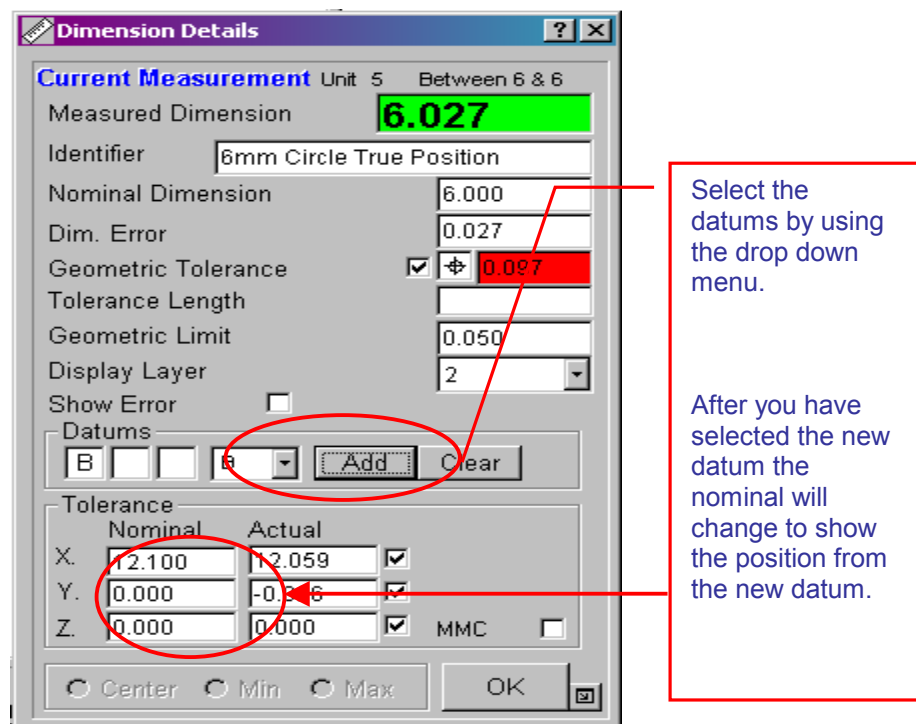 Dimension Details
Current Measurement Unit 5 Between 6 & 6
Measured Dimension 6.027
Identifier 6mm Circle True Position
Nominal Dimension 6.000
Dim. Error 0.027
Geometric Tolerance 0.097
Tolerance Length
Geometric Limit 0.050
Display Layer 2
Show Error
Datums
B B Add Clear
Tolerance
Nominal Actual
X. 12.100 12.059
Y. 0.000
Z. 0.000 0.000 MMC
Center Min Max OK
Select the
datums by using
the drop down
menu.
After you have
selected the new
datum the
nominal will
change to show
the position from
the new datum.